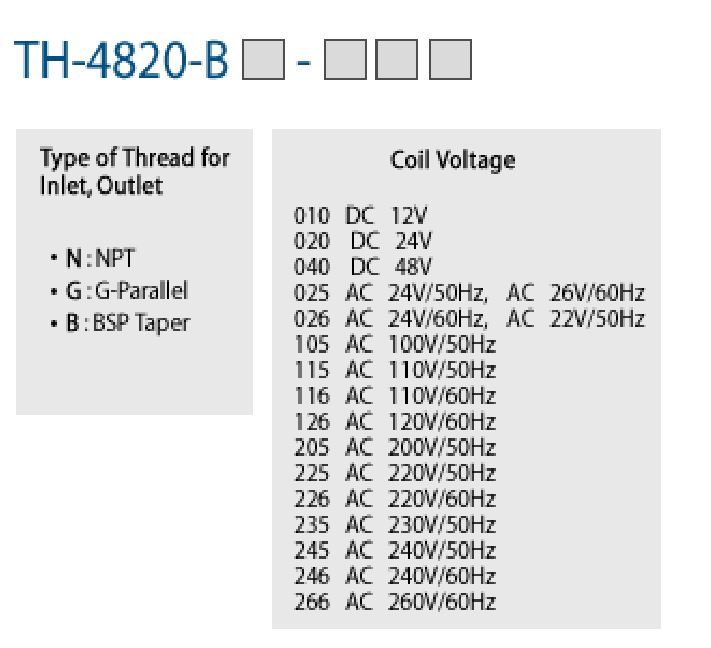 TH-4820-B □ - □ □ □
Type of Thread for
Inlet, Outlet
• N : NPT
• G : G-Parallel
• B : BSP Taper
Coil Voltage
010 DC 12V
020 DC 24V
040 DC 48V
025 AC 24V/50Hz, AC 26V/60Hz
026 AC 24V/60Hz, AC 22V/50Hz
105 AC 100V/50Hz
115 AC 110V/50Hz
116 AC 110V/60Hz
126 AC 120V/60Hz
205 AC 200V/50Hz
225 AC 220V/50Hz
226 AC 220V/60Hz
235 AC 230V/50Hz
245 AC 240V/50Hz
246 AC 240V/60Hz
266 AC 260V/60Hz